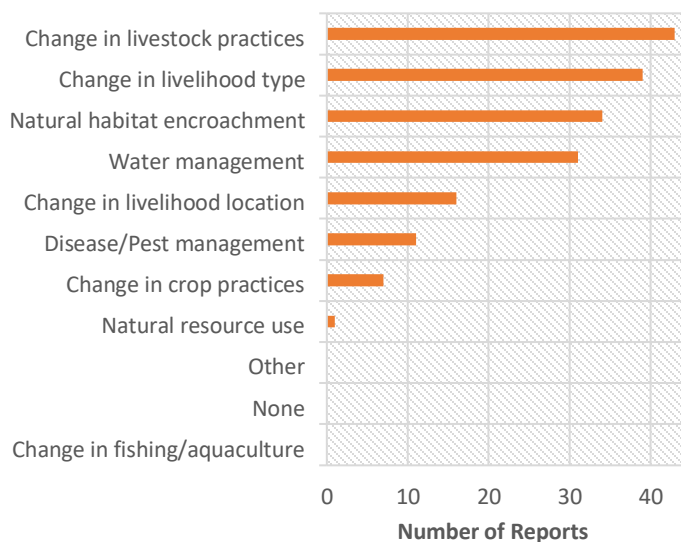 Change in livestock practices
Change in livelihood type
Natural habitat encroachment
Water management
Change in livelihood location
Disease/Pest management
Change in crop practices
Natural resource use
Other
None
Change in fishing/aquaculture
0 10 20 30 40
Number of Reports